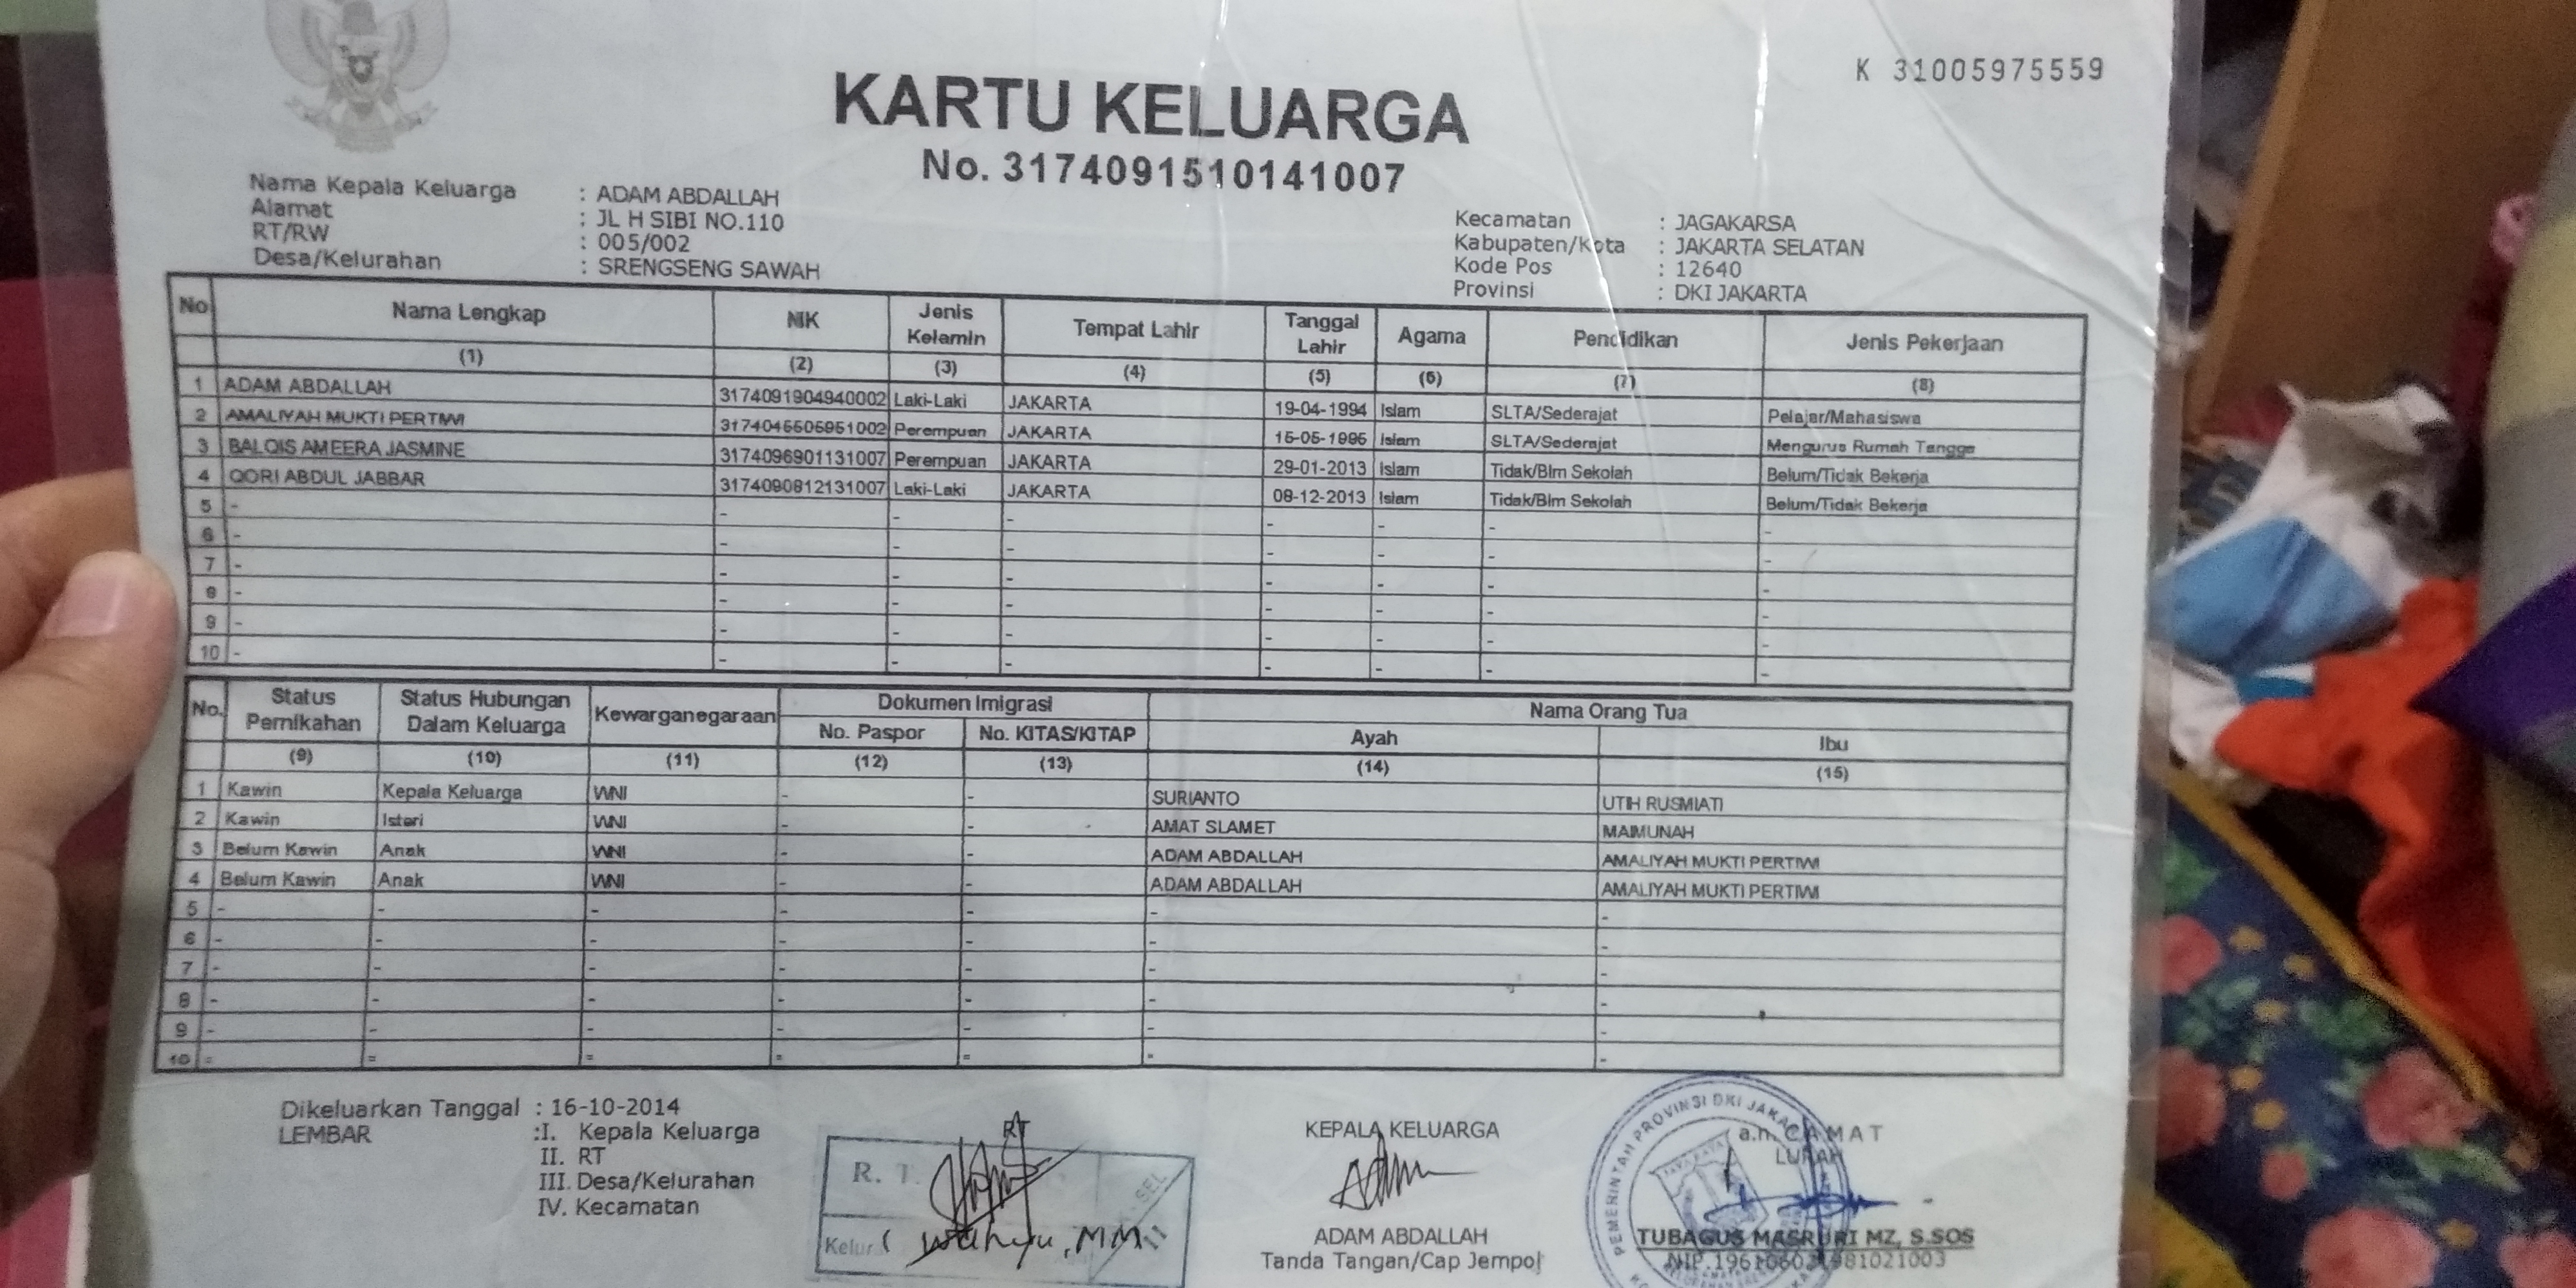 K 31005975559
KARTU KELUARGA
No. 3174091510141007
Nama Kepala Keluarga : ADAM ABDALLAH
Alamat : JL H SIBI NO.110
RT/RW : 005/002
Desa/Kelurahan : SRENGSENG SAWAH
Kecamatan : JAGAKARSA
Kabupaten/Kota : JAKARTA SELATAN
Kode Pos : 12640
Provinsi : DKI JAKARTA
No Nama Lengkap NIK Jenis Kelamin Tempat Lahir Tanggal Lahir Agama Pendidikan Jenis Pekerjaan
(1) (2) (3) (4) (5) (6) (7) (8)
1 ADAM ABDALLAH 3174091904940002 Laki-Laki JAKARTA 19-04-1994 Islam SLTA/Sederajat Pelajar/Mahasiswa
2 AMALIYAH MUKTI PERTIWI Perempuan JAKARTA Islam SLTA/Sederajat Mengurus Rumah Tangga
3 BALQIS AMEERA JASMINE 3174096901131007 Perempuan JAKARTA 29-01-2013 Islam Tidak/Blm Sekolah Belum/Tidak Bekerja
4 QORI ABDUL JABBAR 3174090812131007 Laki-Laki JAKARTA 08-12-2013 Islam Tidak/Blm Sekolah Belum/Tidak Bekerja
5 - - - - - - - -
6 - - - - - - - -
7 - - - - - - - -
8 - - - - - - - -
9 - - - - - - - -
10 - - - - - - - -
No. Status Pernikahan Status Hubungan Dalam Keluarga Kewarganegaraan Dokumen Imigrasi Nama Orang Tua
No. Paspor No. KITAS/KITAP Ayah Ibu
(9) (10) (11) (12) (13) (14) (15)
1 Kawin Kepala Keluarga WNI - - SURIANTO UTIH RUSMIATI
2 Kawin Isteri WNI - - AMAT SLAMET MAIMUNAH
3 Belum Kawin Anak WNI - - ADAM ABDALLAH AMALIYAH MUKTI PERTIWI
4 Belum Kawin Anak WNI - - ADAM ABDALLAH AMALIYAH MUKTI PERTIWI
5 - - - - - - -
6 - - - - - - -
7 - - - - - - -
8 - - - - - - -
9 - - - - - - -
10 - - - - - - -
Dikeluarkan Tanggal : 16-10-2014
LEMBAR :I. Kepala Keluarga
II. RT
III. Desa/Kelurahan
IV. Kecamatan
RT
R. T.
SEL
Kelur ( Wahyu, MM
KEPALA KELUARGA
ADAM ABDALLAH
Tanda Tangan/Cap Jempol
PEMERINTAH PROVINSI DKI JAKARTA
a.n. CAMAT
LURAH
JAYA RAYA
TUBAGUS MASRURI MZ, S.SOS